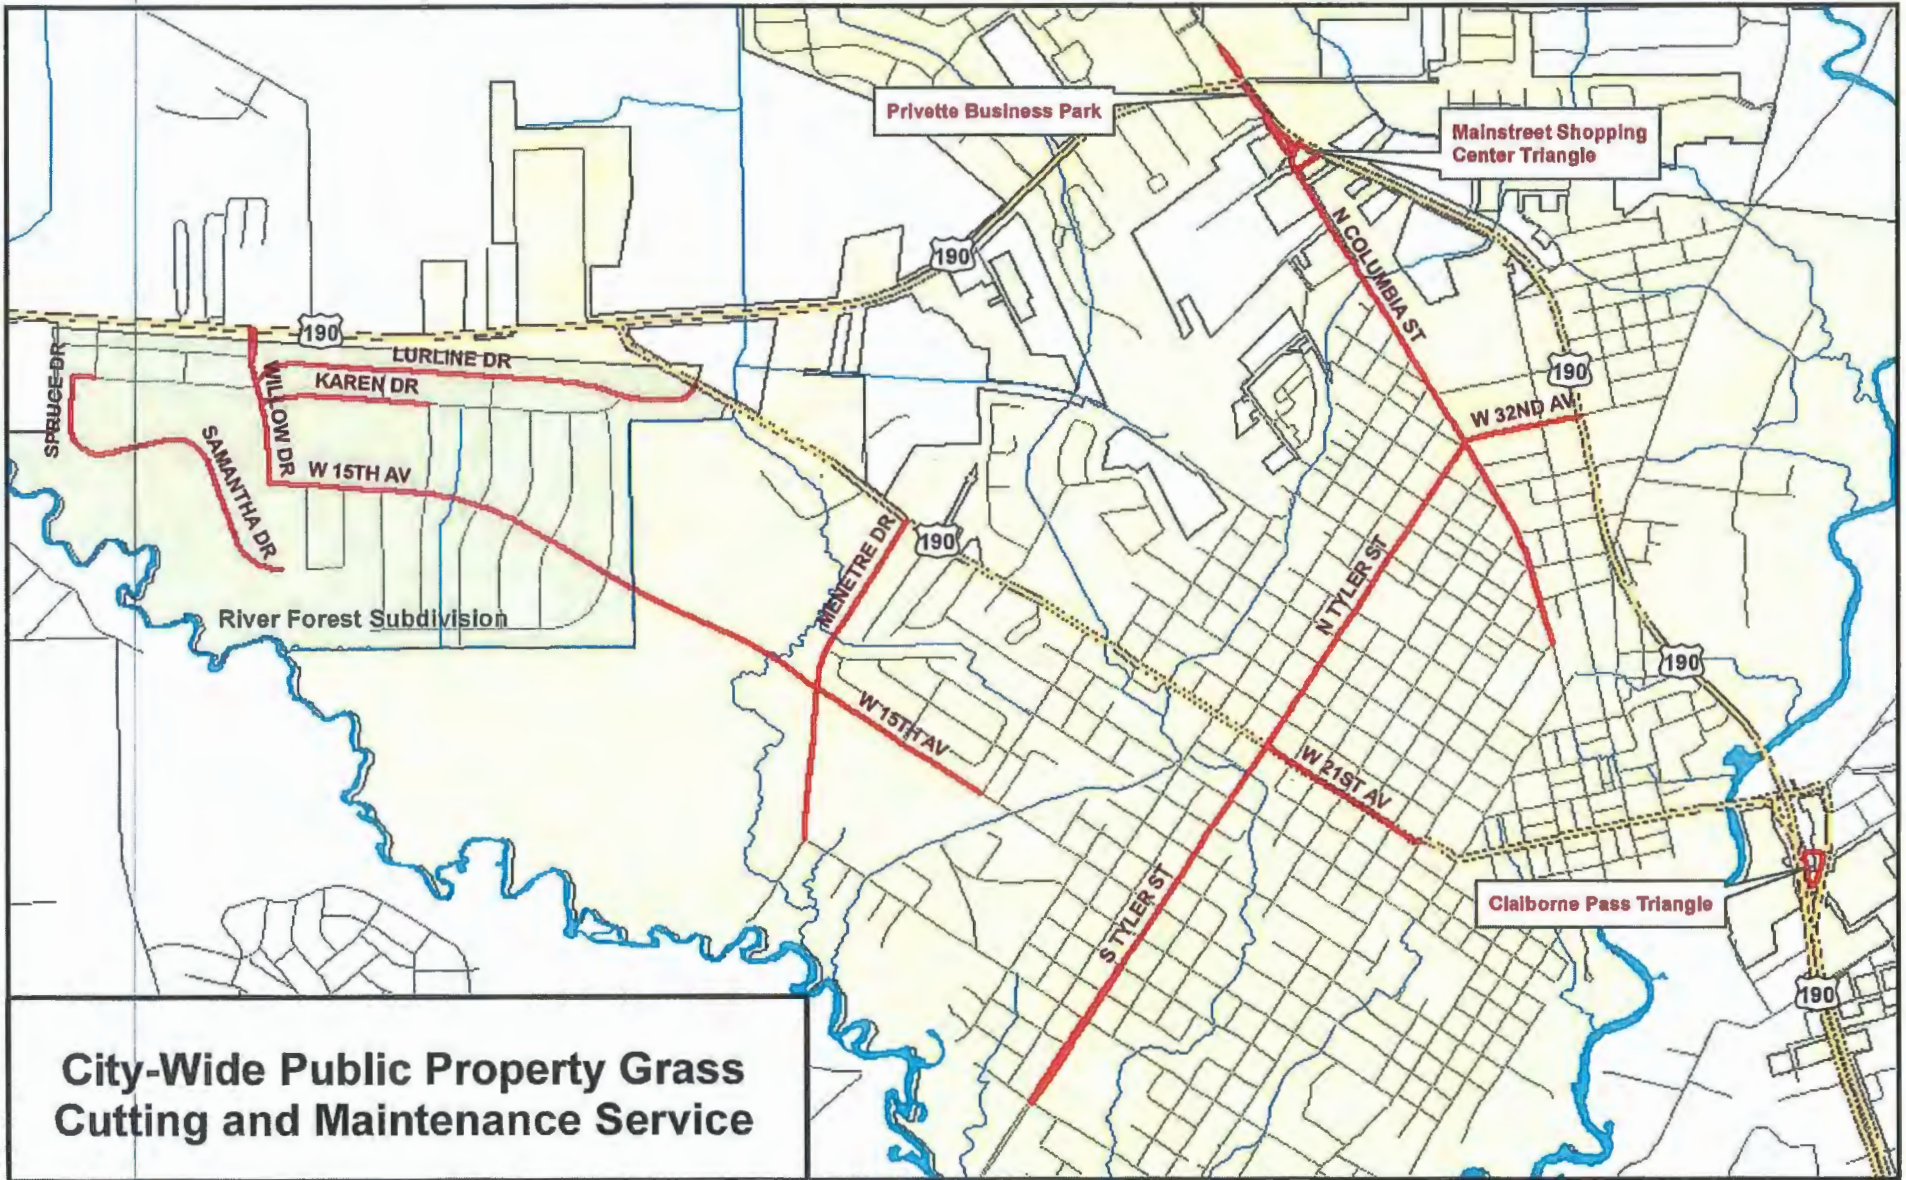 Privette Business Park
Mainstreet Shopping
Center Triangle
N COLUMBIA ST
190
190
LURLINE DR
KAREN DR
SPRUCE DR
WILLOW DR
190
W 32ND AV
SAMANTHA DR
W 15TH AV
MENETRE DR
190
N TYLER ST
River Forest Subdivision
190
W 15TH AV
W 21ST AV
S TYLER ST
Claiborne Pass Triangle
190
City-Wide Public Property Grass
Cutting and Maintenance Service